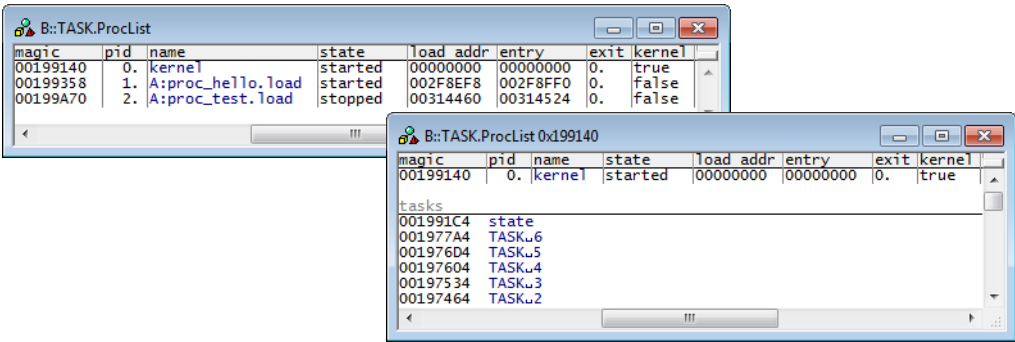 B::TASK.ProcList
magic pid name state load addr entry exit kernel
00199140 0. kernel started 00000000 00000000 0. true
00199358 1. A:proc_hello.load started 002F8EF8 002F8FF0 0. false
00199A70 2. A:proc_test.load stopped 00314460 00314524 0. false
B::TASK.ProcList 0x199140
magic pid name state load addr entry exit kernel
00199140 0. kernel started 00000000 00000000 0. true
tasks
001991C4 state
001977A4 TASK␣6
001976D4 TASK␣5
00197604 TASK␣4
00197534 TASK␣3
00197464 TASK␣2